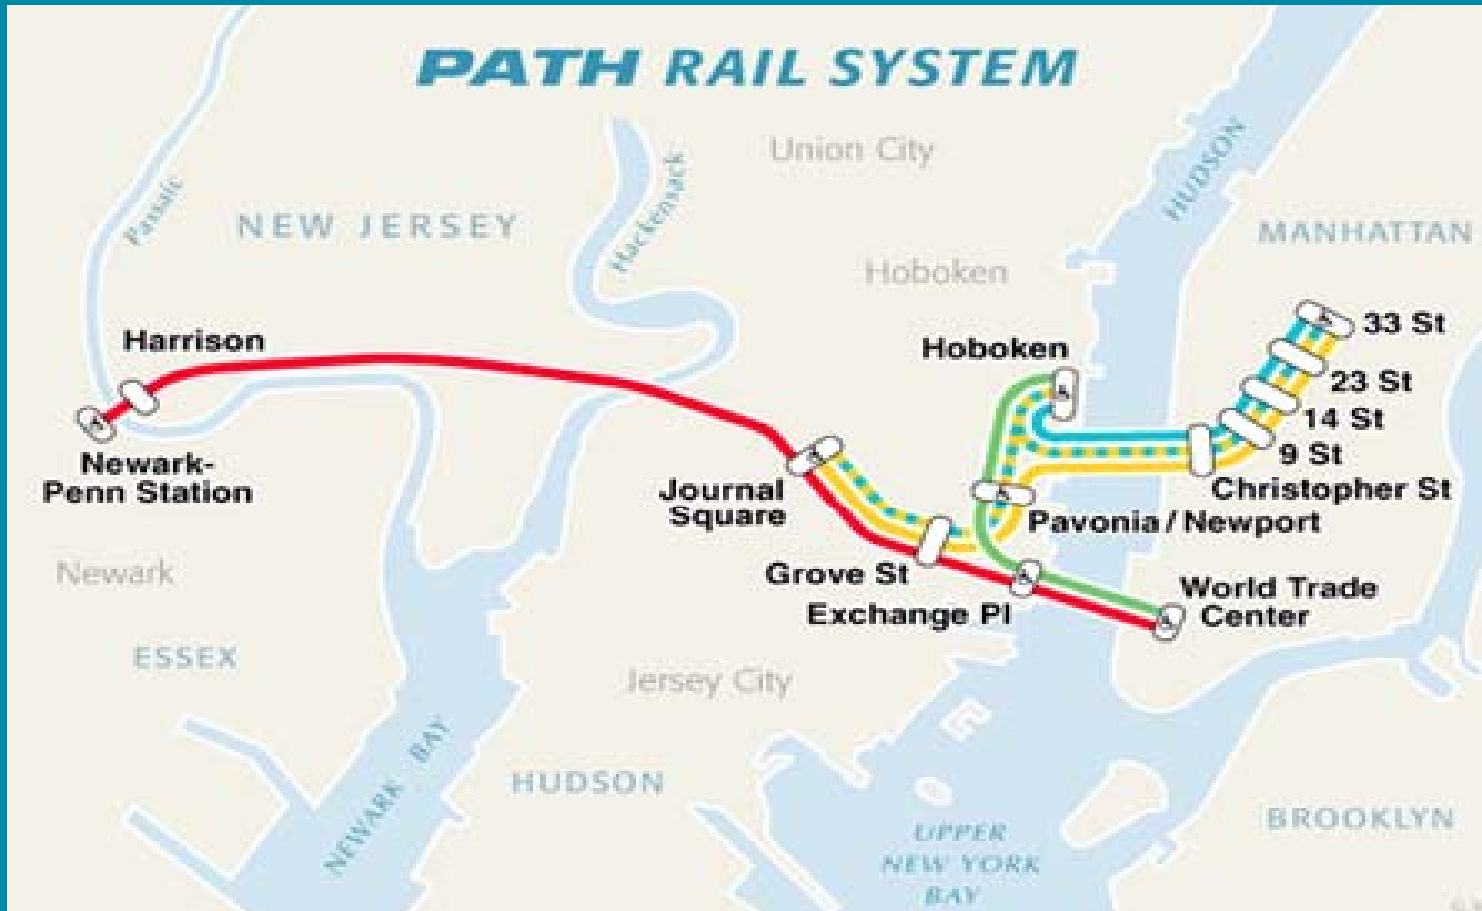 PATH RAIL SYSTEM
Union City
HUDSON
Passaic
NEW JERSEY
Hackensack
MANHATTAN
Hoboken
Harrison
Hoboken
33 St
23 St
14 St
9 St
Newark-
Penn Station
Journal
Square
Christopher St
Pavonia / Newport
Newark
Grove St
Exchange Pl
World Trade
Center
ESSEX
Jersey City
NEWARK BAY
HUDSON
UPPER
NEW YORK
BAY
BROOKLYN